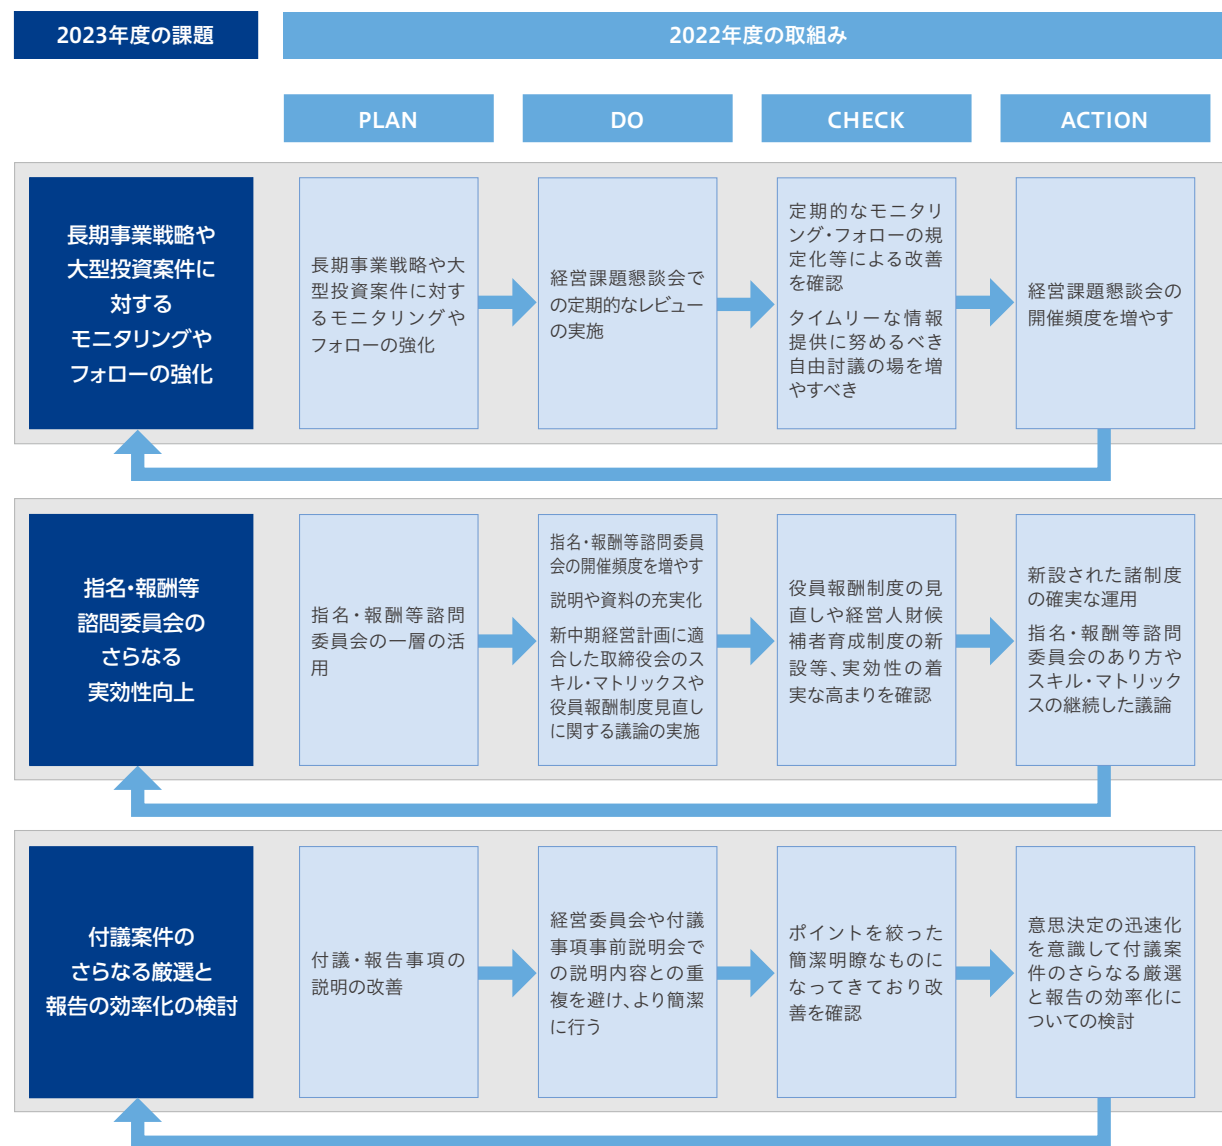 2023年度の課題
2022年度の取組み
PLAN
DO
CHECK
ACTION
長期事業戦略や
大型投資案件に
対する
モニタリングや
フォローの強化
長期事業戦略や大
型投資案件に対す
るモニタリングや
フォローの強化
経営課題懇談会で
の定期的なレビュー
の実施
定期的なモニタリ
ング・フォローの規
定化等による改善
を確認
タイムリーな情報
提供に努めるべき
自由討議の場を増
やすべき
経営課題懇談会の
開催頻度を増やす
指名・報酬等
諮問委員会の
さらなる
実効性向上
指名・報酬等諮問
委員会の一層の活
用
指名・報酬等諮問委員
会の開催頻度を増やす
説明や資料の充実化
新中期経営計画に適
合した取締役会のス
キル・マトリックスや
役員報酬制度見直し
に関する議論の実施
役員報酬制度の見
直しや経営人財候
補者育成制度の新
設等、実効性の着
実な高まりを確認
新設された諸制度
の確実な運用
指名・報酬等諮問
委員会のあり方や
スキル・マトリック
スの継続した議論
付議案件の
さらなる厳選と
報告の効率化の検討
付議・報告事項の
説明の改善
経営委員会や付議
事項事前説明会で
の説明内容との重
複を避け、より簡潔
に行う
ポイントを絞った
簡潔明瞭なものに
なってきており改
善を確認
意思決定の迅速化
を意識して付議案
件のさらなる厳選
と報告の効率化に
ついての検討